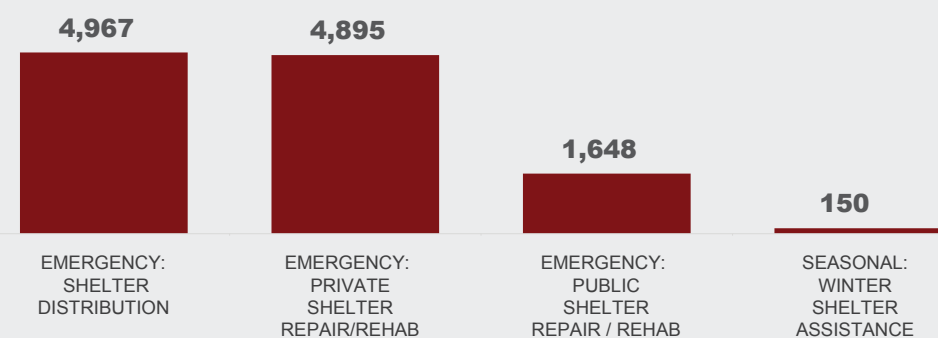 4,967
4,895
1,648
150
EMERGENCY:
SHELTER
DISTRIBUTION
EMERGENCY:
PRIVATE
SHELTER
REPAIR/REHAB
EMERGENCY:
PUBLIC
SHELTER
REPAIR / REHAB
SEASONAL:
WINTER
SHELTER
ASSISTANCE